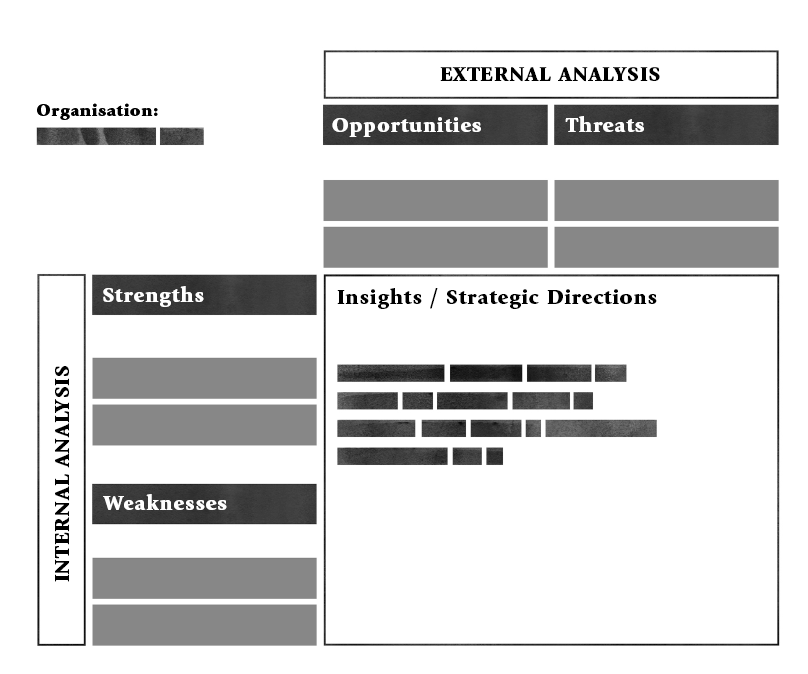 EXTERNAL ANALYSIS
Organisation:
Opportunities
Threats
Strengths
Insights / Strategic Directions
INTERNAL ANALYSIS
Weaknesses